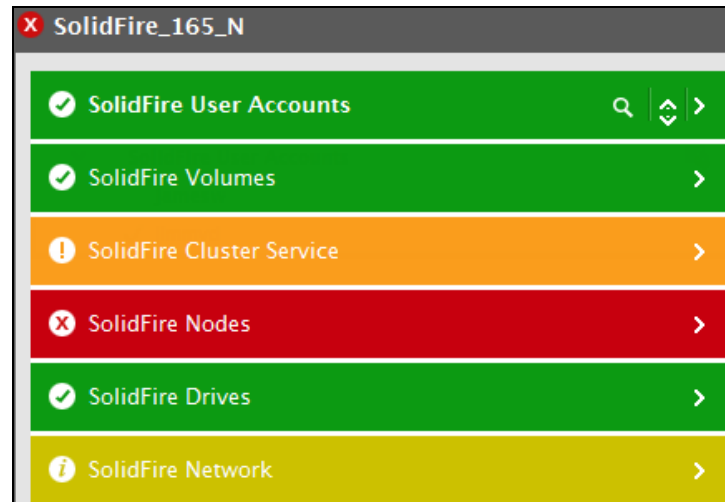 SolidFire_165_N
SolidFire User Accounts
SolidFire Volumes
SolidFire Cluster Service
SolidFire Nodes
SolidFire Drives
SolidFire Network